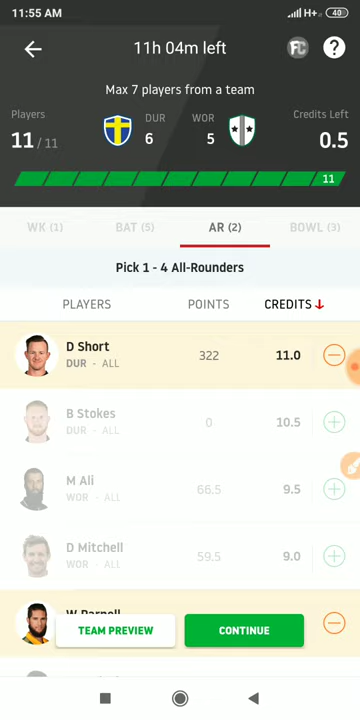 11:55 AM H+ 40
11h 04m left FC ?
Max 7 players from a team
Players DUR WOR Credits Left
11 / 11 6 5 0.5
11
WK (1) BAT (5) AR (2) BOWL (3)
Pick 1 - 4 All-Rounders
PLAYERS POINTS CREDITS
D Short
DUR - ALL 322 11.0
B Stokes
DUR - ALL 0 10.5
M Ali
WOR - ALL 66.5 9.5
D Mitchell
WOR - ALL 59.5 9.0
W Parnell
TEAM PREVIEW CONTINUE